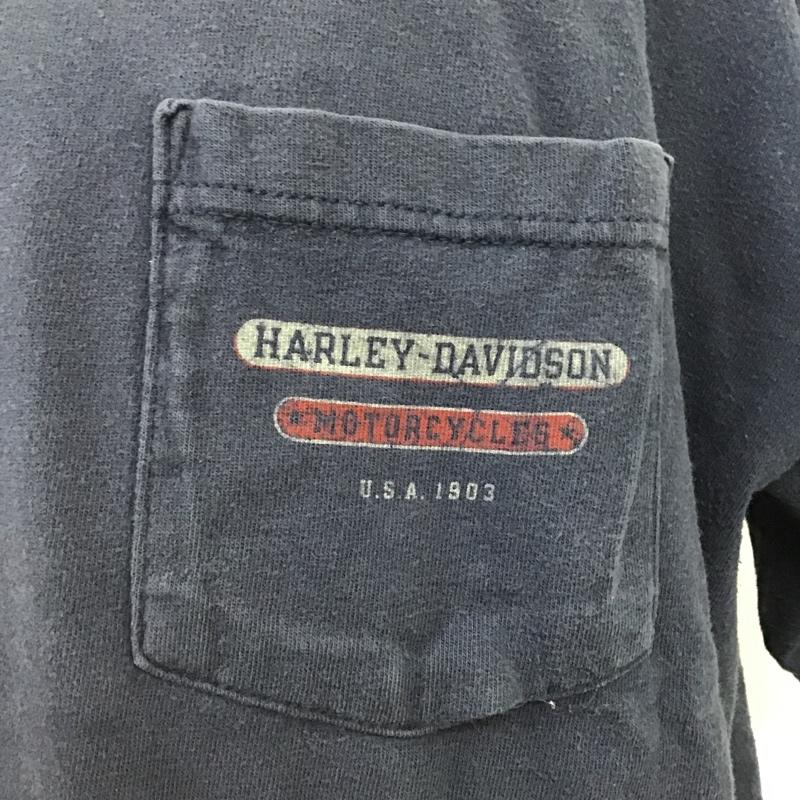 HARLEY-DAVIDSON
★MOTORCYCLES★
U.S.A. 1903